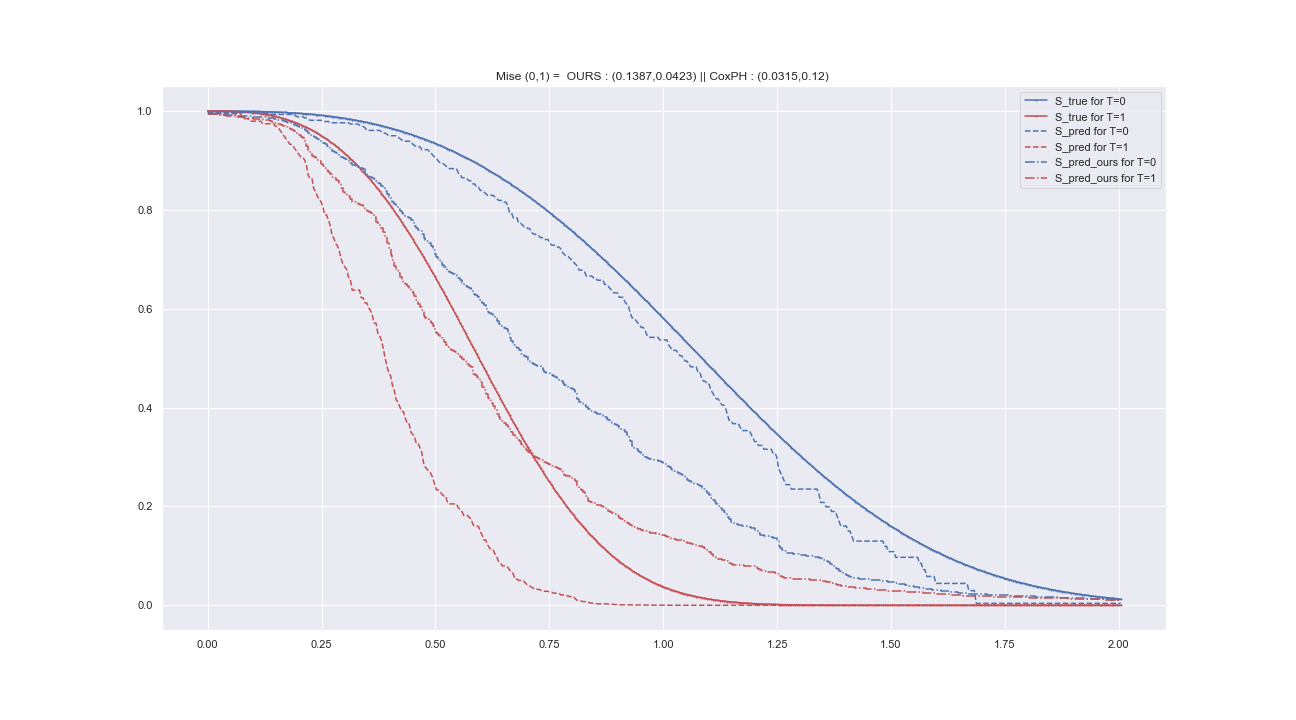 Mise (0,1) =  OURS : (0.1387,0.0423) || CoxPH : (0.0315,0.12)
S_true for T=0
S_true for T=1
S_pred for T=0
S_pred for T=1
S_pred_ours for T=0
S_pred_ours for T=1
1.0
0.8
0.6
0.4
0.2
0.0
0.00 0.25 0.50 0.75 1.00 1.25 1.50 1.75 2.00